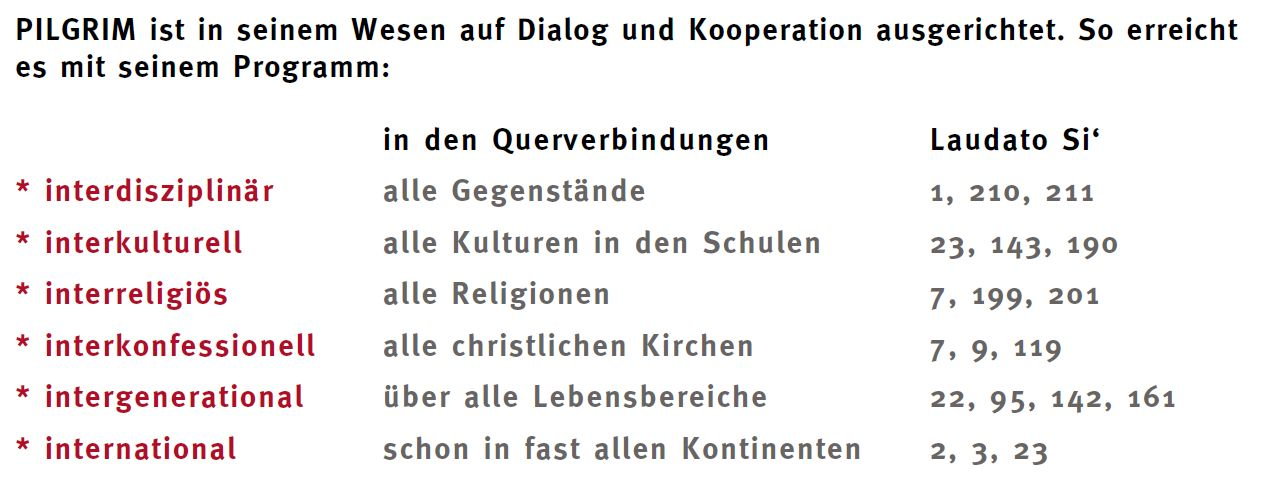 PILGRIM ist in seinem Wesen auf Dialog und Kooperation ausgerichtet. So erreicht
es mit seinem Programm:
in den Querverbindungen Laudato Si‘
* interdisziplinär alle Gegenstände 1, 210, 211
* interkulturell alle Kulturen in den Schulen 23, 143, 190
* interreligiös alle Religionen 7, 199, 201
* interkonfessionell alle christlichen Kirchen 7, 9, 119
* intergenerational über alle Lebensbereiche 22, 95, 142, 161
* international schon in fast allen Kontinenten 2, 3, 23